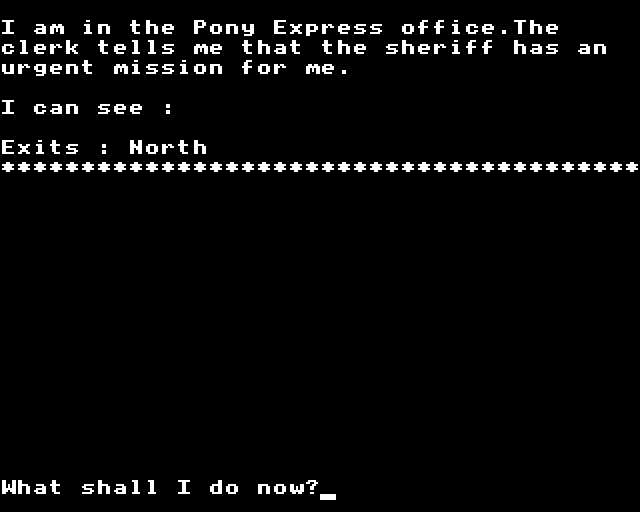 I am in the Pony Express office.The
clerk tells me that the sheriff has an
urgent mission for me.
I can see :
Exits : North
****************************************
What shall I do now?_